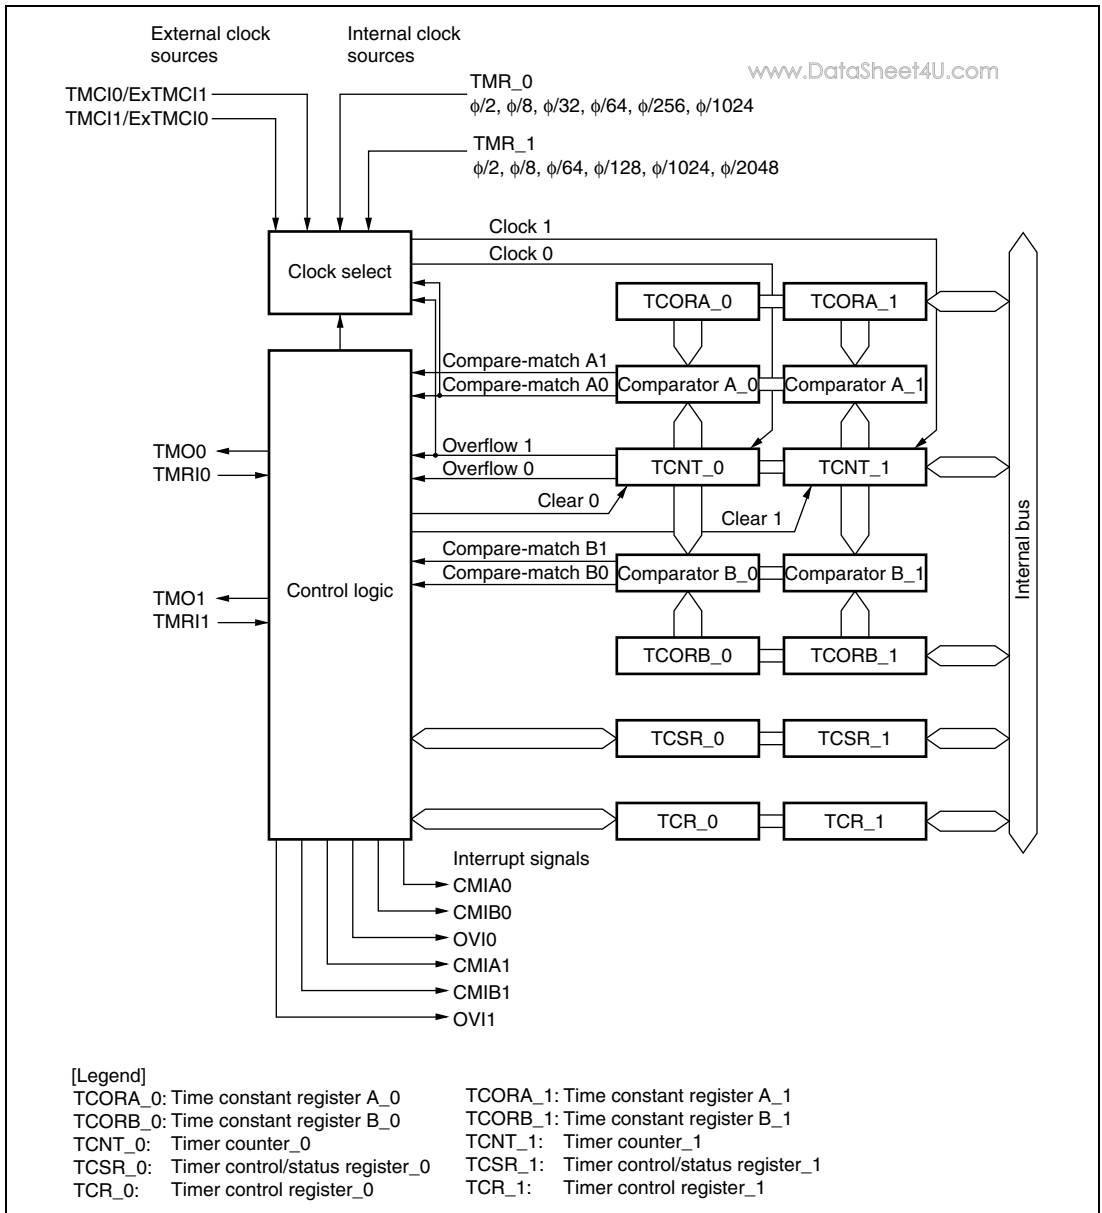 External clock
sources
Internal clock
sources
www.DataSheet4U.com
TMCI0/ExTMCI1
TMCI1/ExTMCI0
TMR_0
ϕ/2, ϕ/8, ϕ/32, ϕ/64, ϕ/256, ϕ/1024
TMR_1
ϕ/2, ϕ/8, ϕ/64, ϕ/128, ϕ/1024, ϕ/2048
Clock 1
Clock 0
Clock select
TCORA_0
TCORA_1
Compare-match A1
Compare-match A0
Comparator A_0
Comparator A_1
TMO0
TMRI0
Overflow 1
Overflow 0
TCNT_0
TCNT_1
Clear 0
Clear 1
Internal bus
Compare-match B1
Compare-match B0
Comparator B_0
Comparator B_1
Control logic
TMO1
TMRI1
TCORB_0
TCORB_1
TCSR_0
TCSR_1
TCR_0
TCR_1
Interrupt signals
CMIA0
CMIB0
OVI0
CMIA1
CMIB1
OVI1
[Legend]
TCORA_0: Time constant register A_0
TCORB_0: Time constant register B_0
TCNT_0: Timer counter_0
TCSR_0: Timer control/status register_0
TCR_0: Timer control register_0
TCORA_1: Time constant register A_1
TCORB_1: Time constant register B_1
TCNT_1: Timer counter_1
TCSR_1: Timer control/status register_1
TCR_1: Timer control register_1